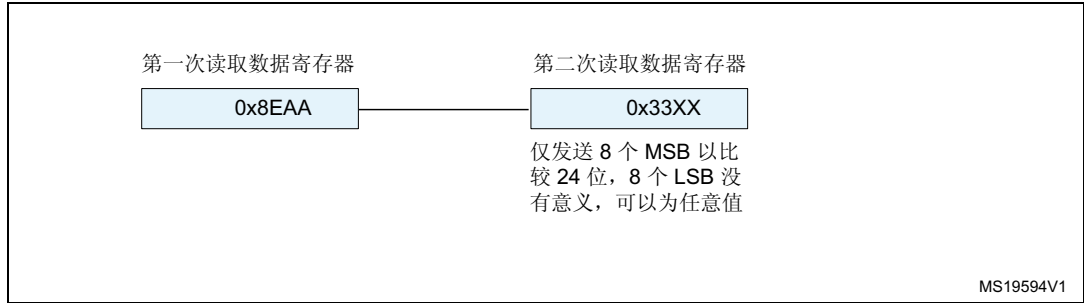 第一次读取数据寄存器
第二次读取数据寄存器
0x8EAA
0x33XX
仅发送 8 个 MSB 以比
较 24 位，8 个 LSB 没
有意义，可以为任意值
MS19594V1